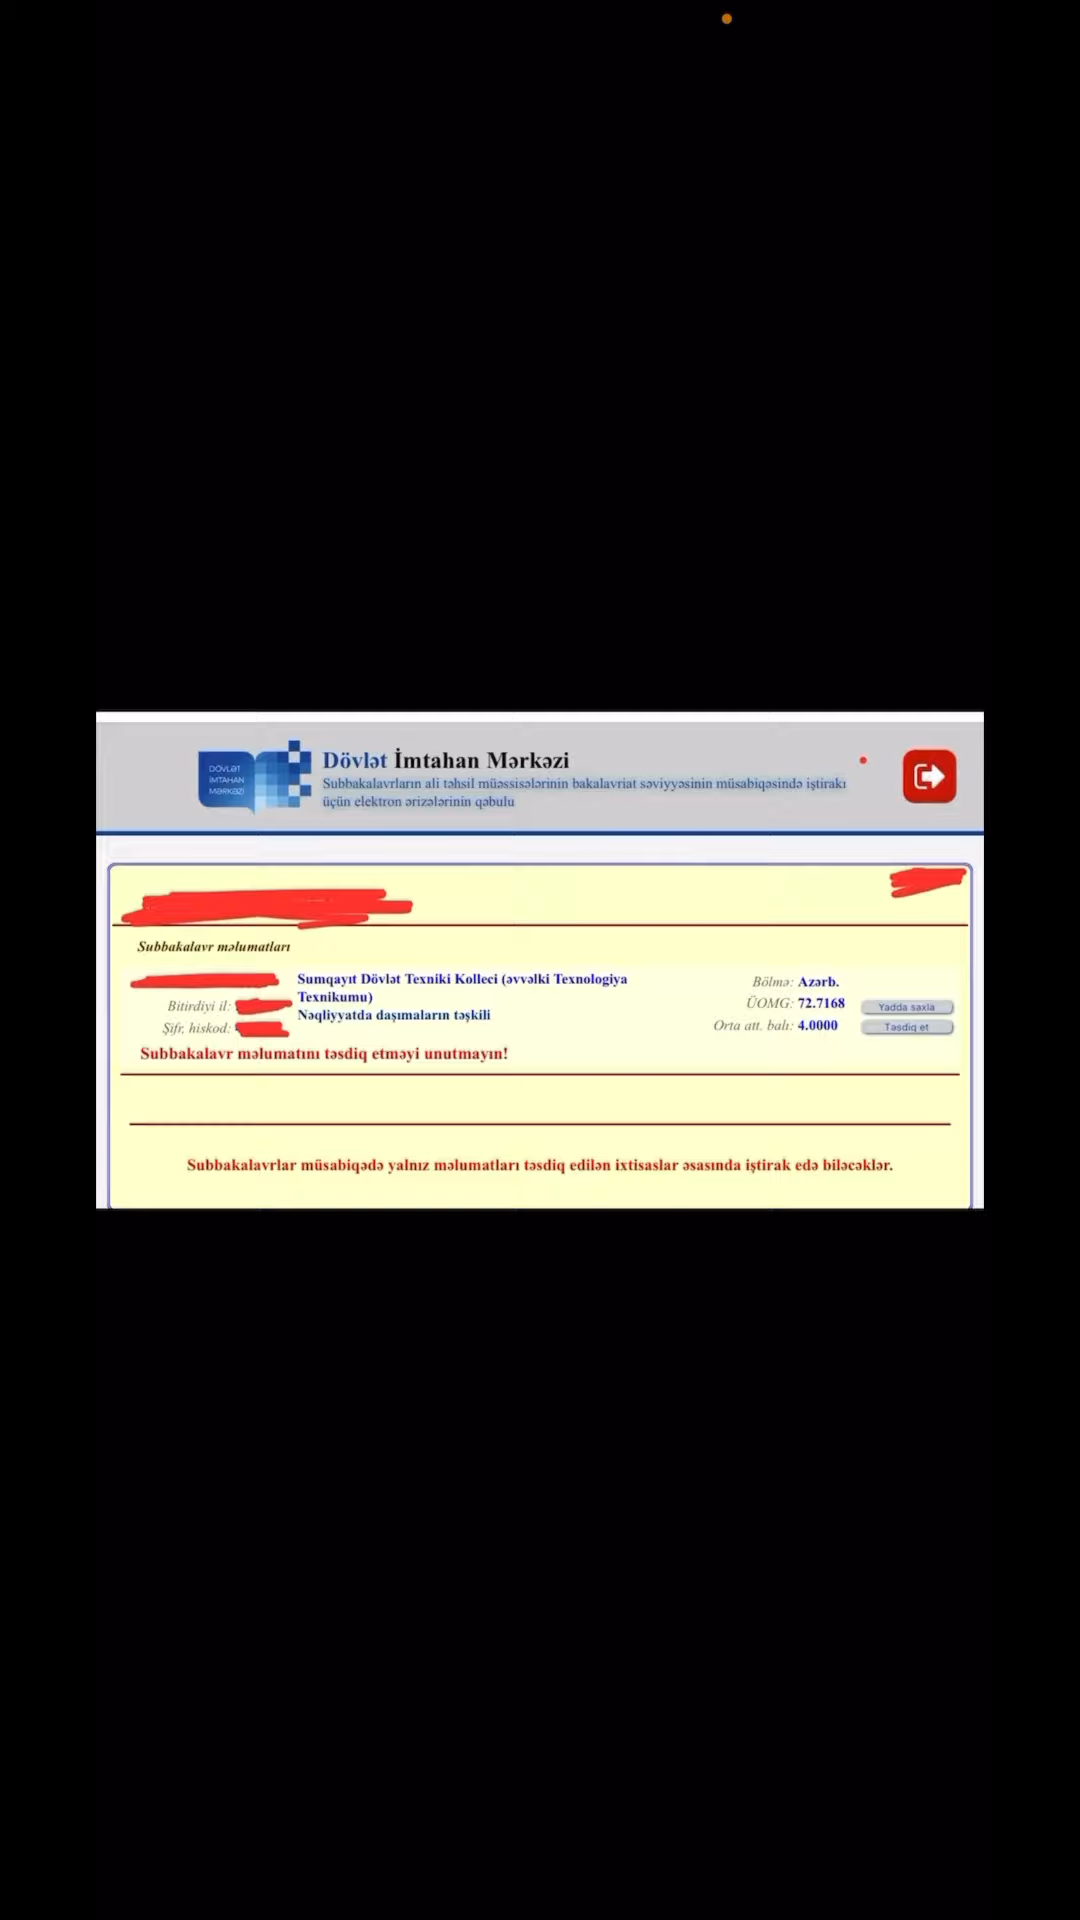 DÖVLƏT
İMTAHAN
MƏRKƏZİ
Dövlət İmtahan Mərkəzi
Subbakalavrların ali təhsil müəssisələrinin bakalavriat səviyyəsinin müsabiqəsində iştirakı
üçün elektron ərizələrinin qəbulu
Subbakalavr məlumatları
Sumqayıt Dövlət Texniki Kolleci (əvvəlki Texnologiya
Texnikumu)
Nəqliyyatda daşımaların təşkili
Bitirdiyi il:
Şifr, hiskod:
Bölmə: Azərb.
ÜOMG: 72.7168
Orta att. balı: 4.0000
Yadda saxla
Təsdiq et
Subbakalavr məlumatını təsdiq etməyi unutmayın!
Subbakalavrlar müsabiqədə yalnız məlumatları təsdiq edilən ixtisaslar əsasında iştirak edə biləcəklər.